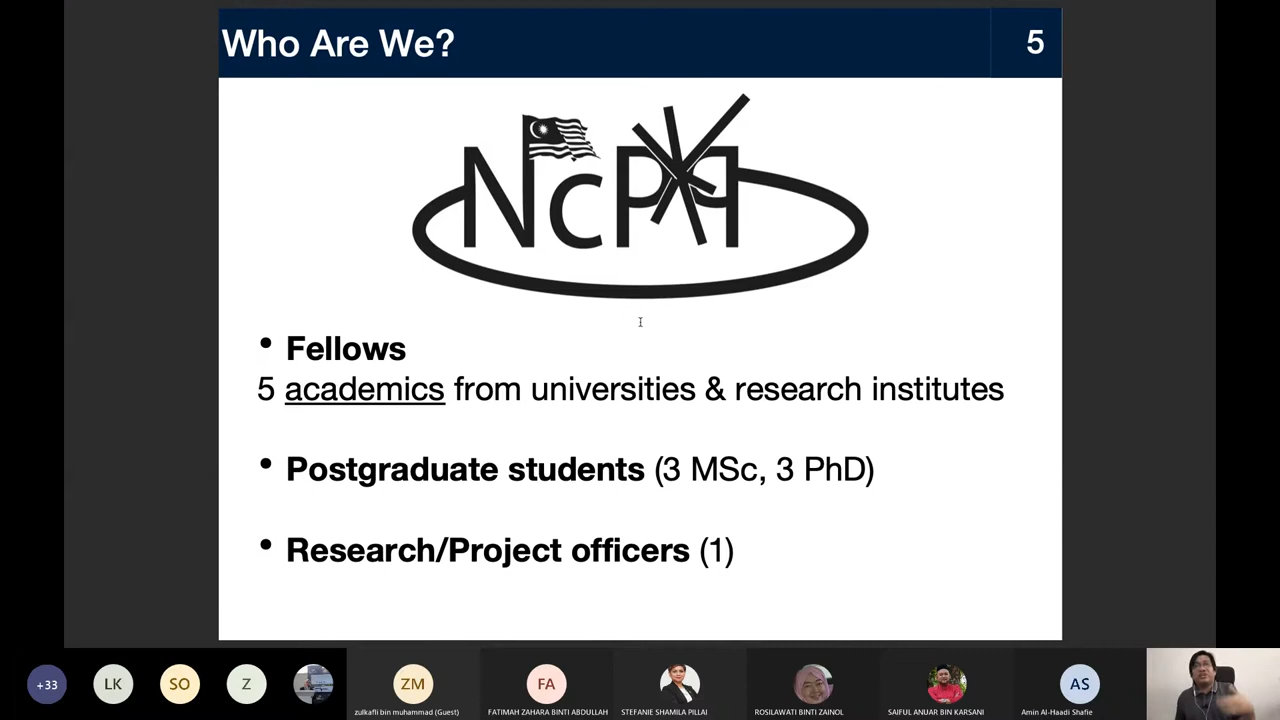 Who Are We?
5
NcPP
• Fellows
5 academics from universities & research institutes
• Postgraduate students (3 MSc, 3 PhD)
• Research/Project officers (1)
+33
LK
SO
Z
ZM
FA
AS
zulkafli bin muhammad (Guest)
FATIMAH ZAHARA BINTI ABDULLAH
STEFANIE SHAMILA PILLAI
ROSILAWATI BINTI ZAINOL
SAIFUL ANUAR BIN KARSANI
Amin Al-Haadi Shafie